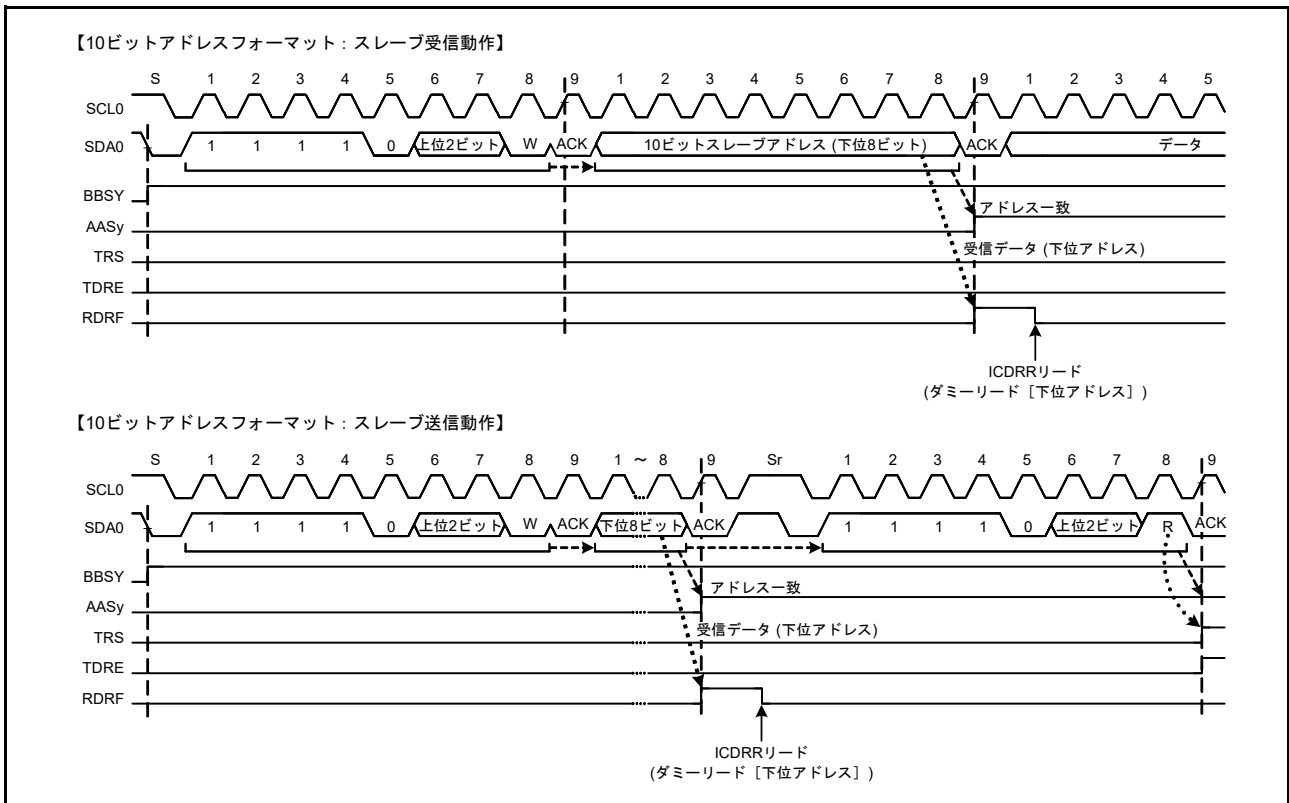 【10ビットアドレスフォーマット：スレーブ受信動作】
S 1 2 3 4 5 6 7 8 9 1 2 3 4 5 6 7 8 9 1 2 3 4 5
SCL0
SDA0 1 1 1 1 0 上位2ビット W ACK 10ビットスレーブアドレス (下位8ビット) ACK データ
BBSY
アドレス一致
AASy
受信データ (下位アドレス)
TRS
TDRE
RDRF
ICDRRリード
(ダミーリード［下位アドレス］)
【10ビットアドレスフォーマット：スレーブ送信動作】
S 1 2 3 4 5 6 7 8 9 1 ～ 8 9 Sr 1 2 3 4 5 6 7 8 9
SCL0
SDA0 1 1 1 1 0 上位2ビット W ACK 下位8ビット ACK 1 1 1 1 0 上位2ビット R ACK
BBSY
アドレス一致
AASy
受信データ (下位アドレス)
TRS
TDRE
RDRF
ICDRRリード
(ダミーリード［下位アドレス］)